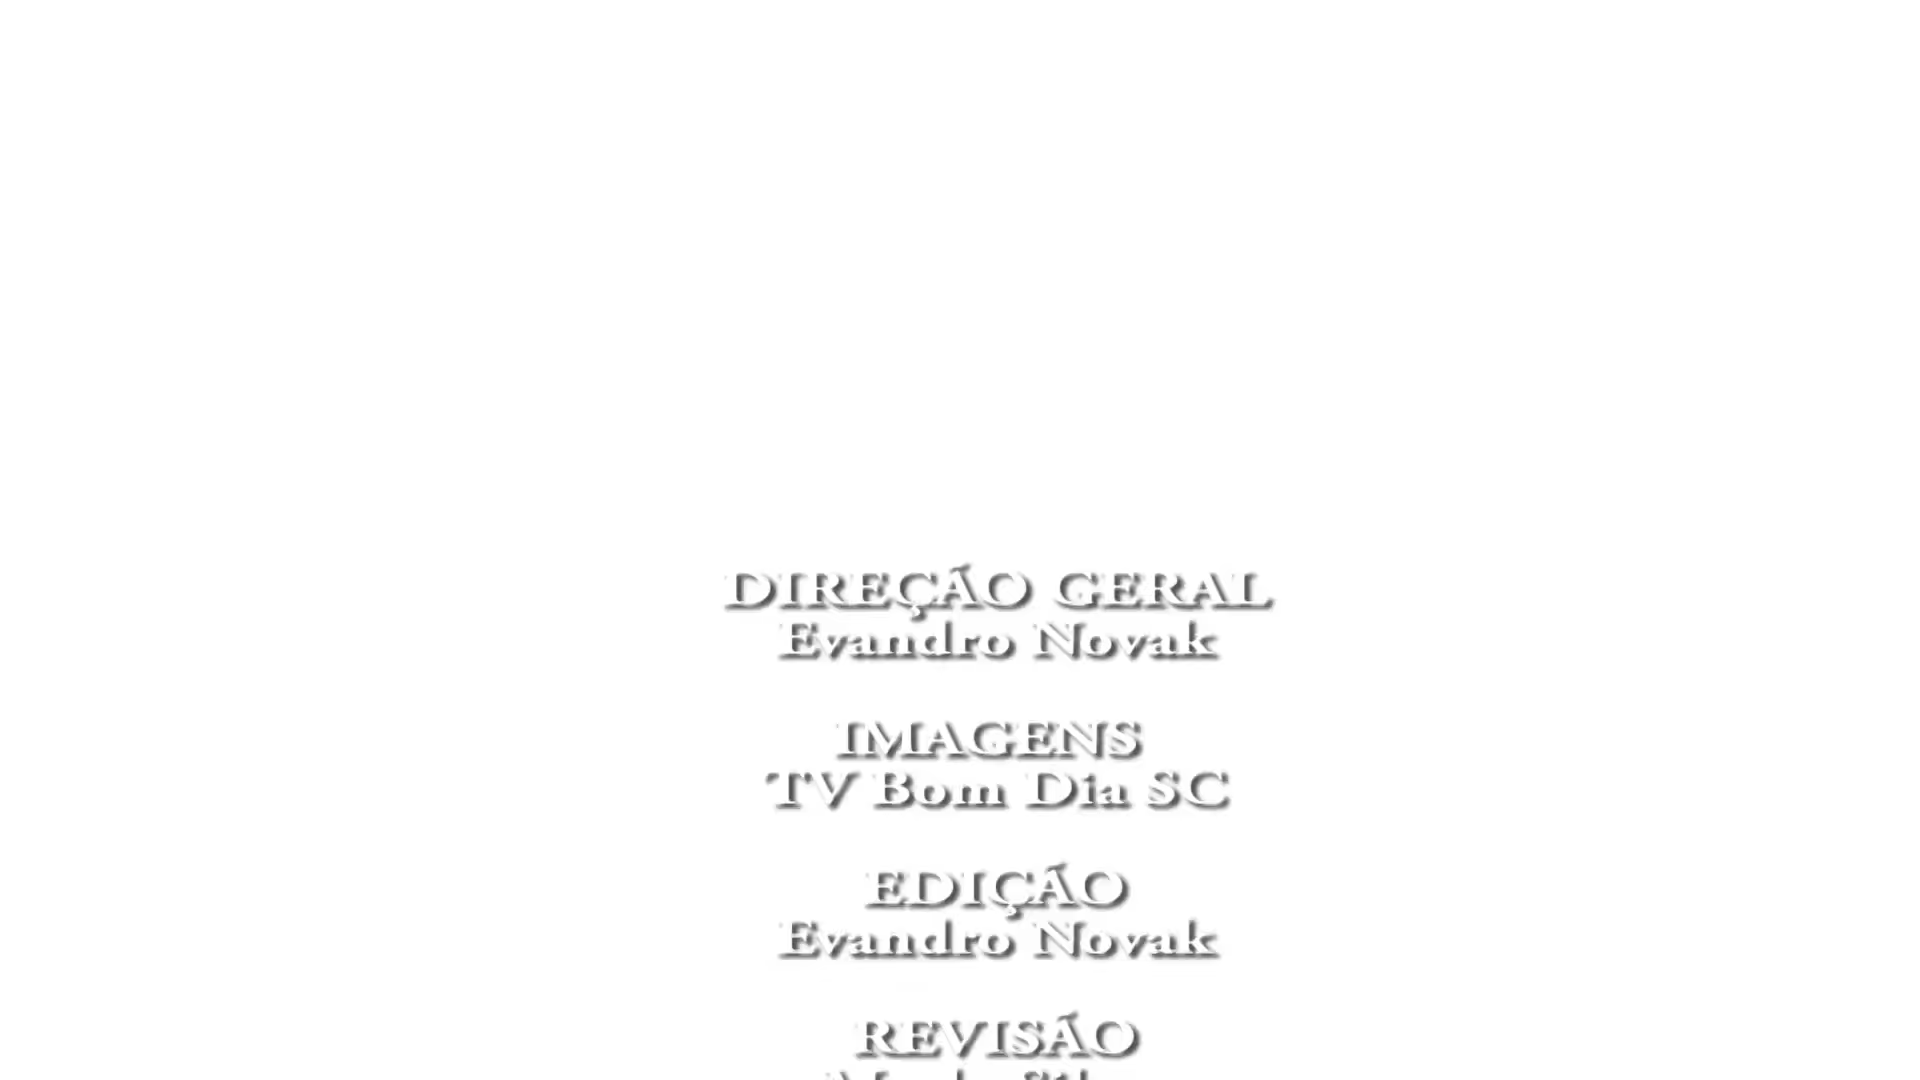 DIREÇÃO GERAL
Evandro Novak
IMAGENS
TV Bom Dia SC
EDIÇÃO
Evandro Novak
REVISÃO